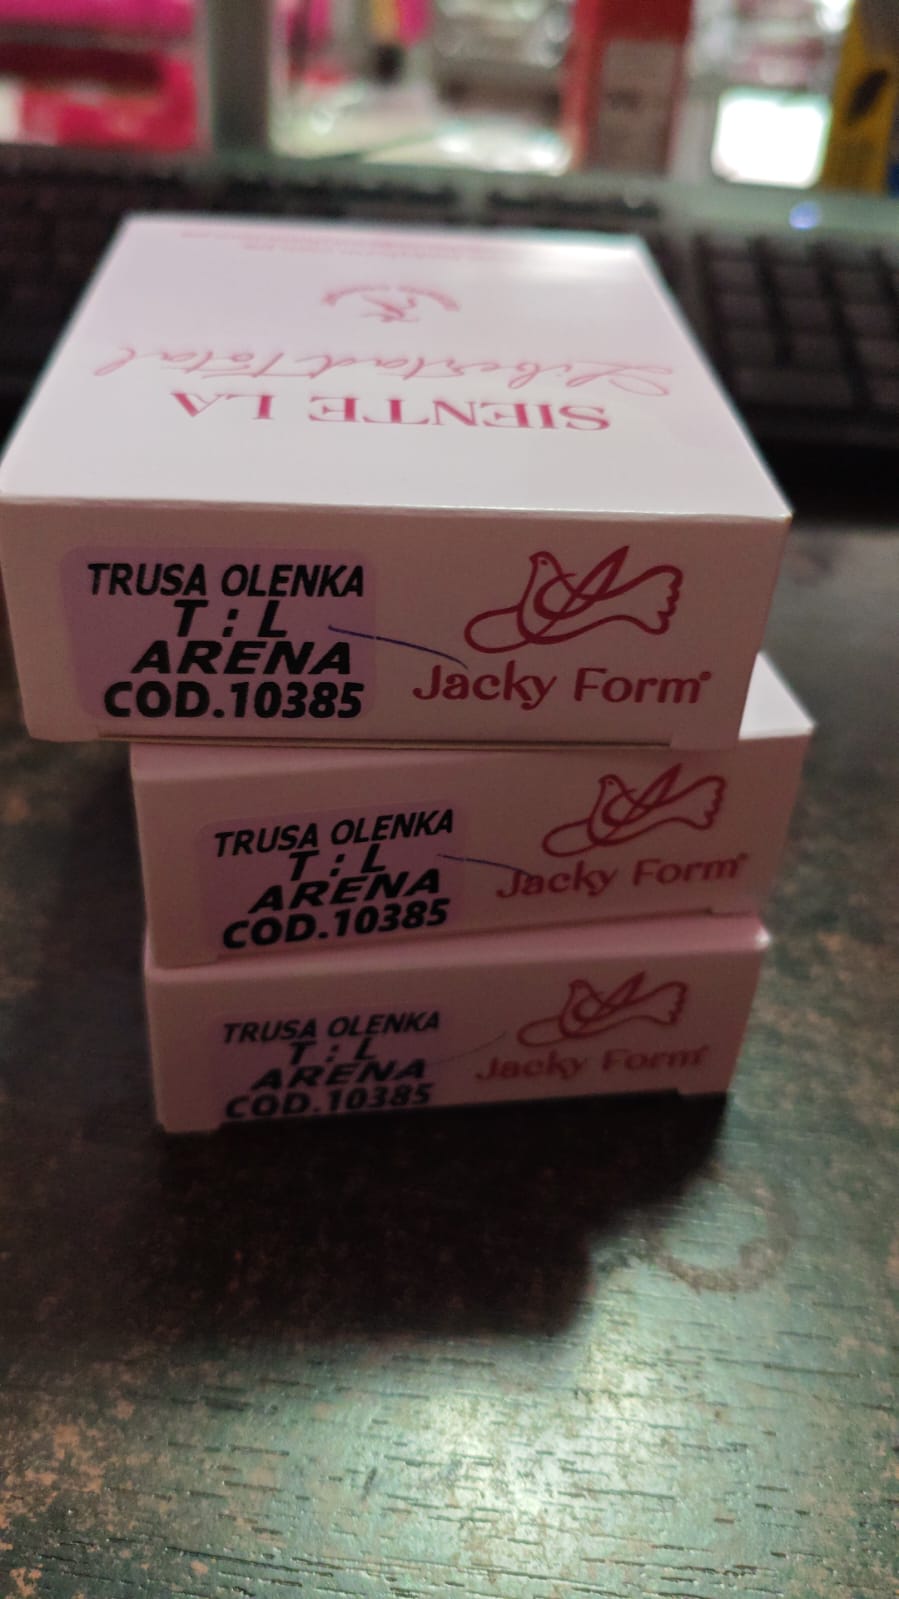 SIENTE LA
Libertad Total
TRUSA OLENKA
T : L
ARENA
COD.10385
Jacky Form®
TRUSA OLENKA
T : L
ARENA
COD.10385
Jacky Form®
TRUSA OLENKA
T : L
ARENA
COD.10385
Jacky Form®